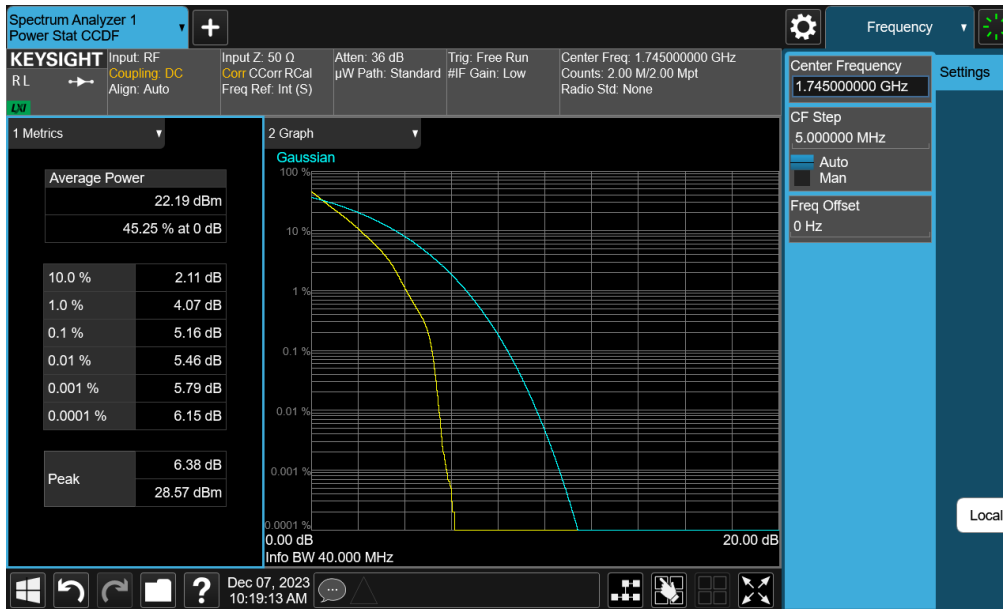 Spectrum Analyzer 1
Power Stat CCDF
Frequency
KEYSIGHT
R L
LXI
Input: RF
Coupling: DC
Align: Auto
Input Z: 50 Ω
Corr CCorr RCal
Freq Ref: Int (S)
Atten: 36 dB
µW Path: Standard
Trig: Free Run
#IF Gain: Low
Center Freq: 1.745000000 GHz
Counts: 2.00 M/2.00 Mpt
Radio Std: None
Center Frequency
1.745000000 GHz
Settings
CF Step
5.000000 MHz
Auto
Man
Freq Offset
0 Hz
Local
1 Metrics
Average Power
22.19 dBm
45.25 % at 0 dB
10.0 % 2.11 dB
1.0 % 4.07 dB
0.1 % 5.16 dB
0.01 % 5.46 dB
0.001 % 5.79 dB
0.0001 % 6.15 dB
Peak
6.38 dB
28.57 dBm
2 Graph
Gaussian
100 %
10 %
1 %
0.1 %
0.01 %
0.001 %
0.0001 %
0.00 dB 20.00 dB
Info BW 40.000 MHz
?
Dec 07, 2023
10:19:13 AM